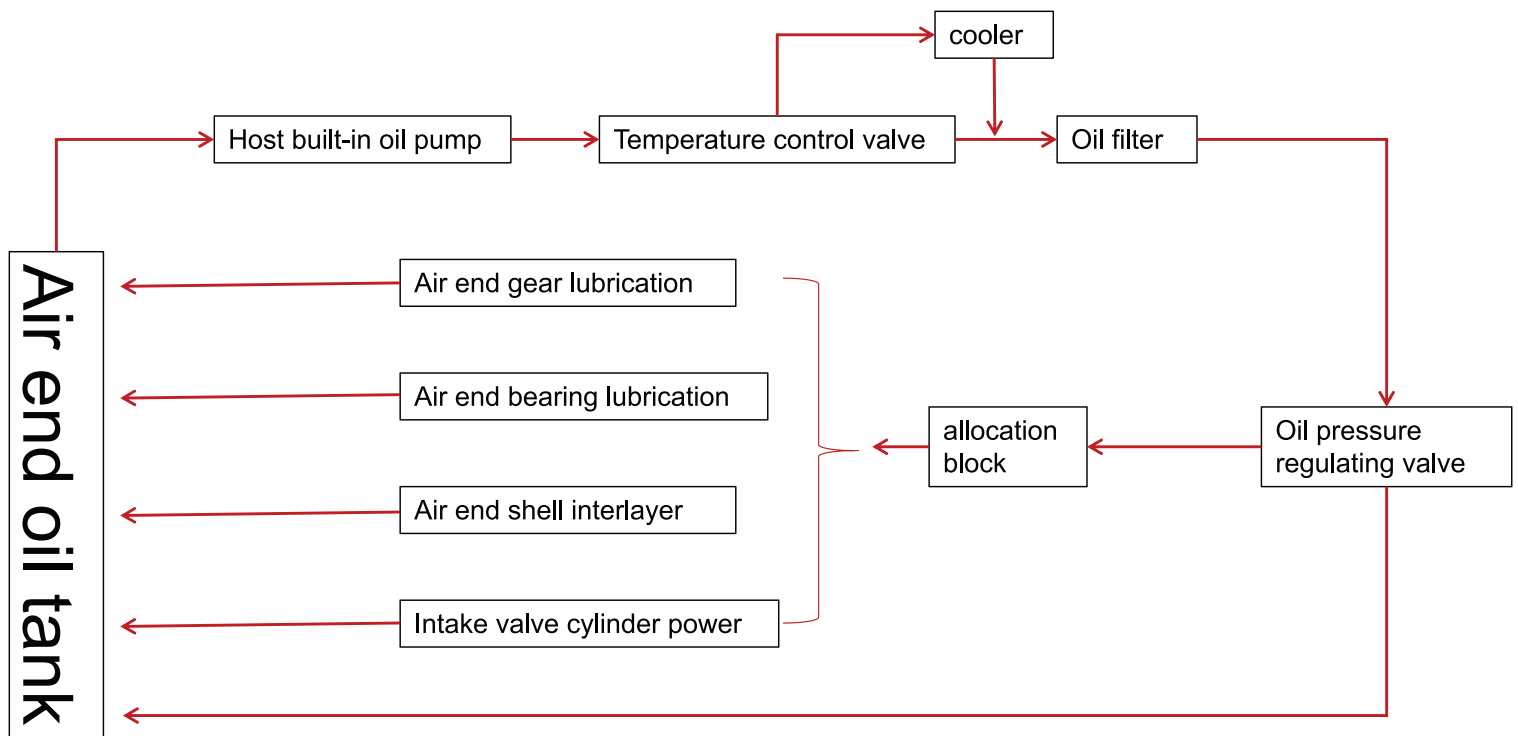 cooler
Host built-in oil pump
Temperature control valve
Oil filter
Air end oil tank
Air end gear lubrication
Air end bearing lubrication
allocation
block
Oil pressure
regulating valve
Air end shell interlayer
Intake valve cylinder power